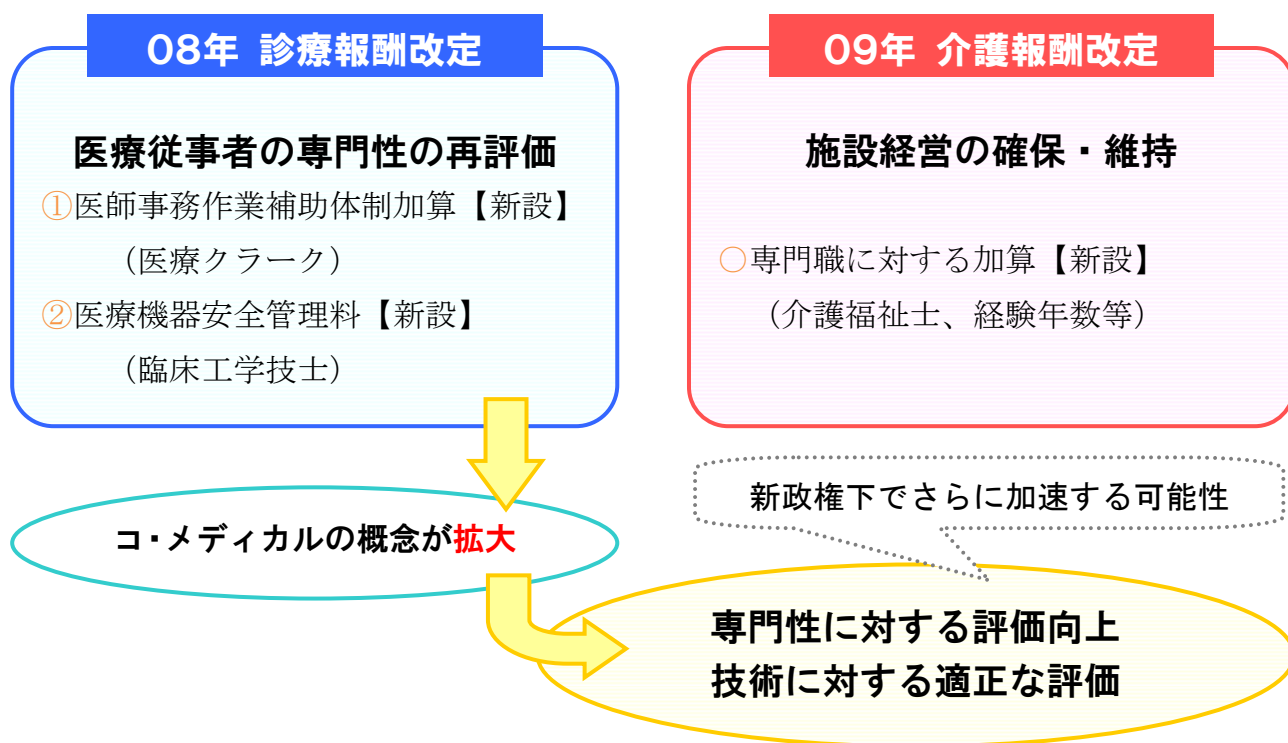 08年 診療報酬改定
医療従事者の専門性の再評価
①医師事務作業補助体制加算【新設】
（医療クラーク）
②医療機器安全管理料【新設】
（臨床工学技士）
09年 介護報酬改定
施設経営の確保・維持
○専門職に対する加算【新設】
（介護福祉士、経験年数等）
コ・メディカルの概念が拡大
新政権下でさらに加速する可能性
専門性に対する評価向上
技術に対する適正な評価